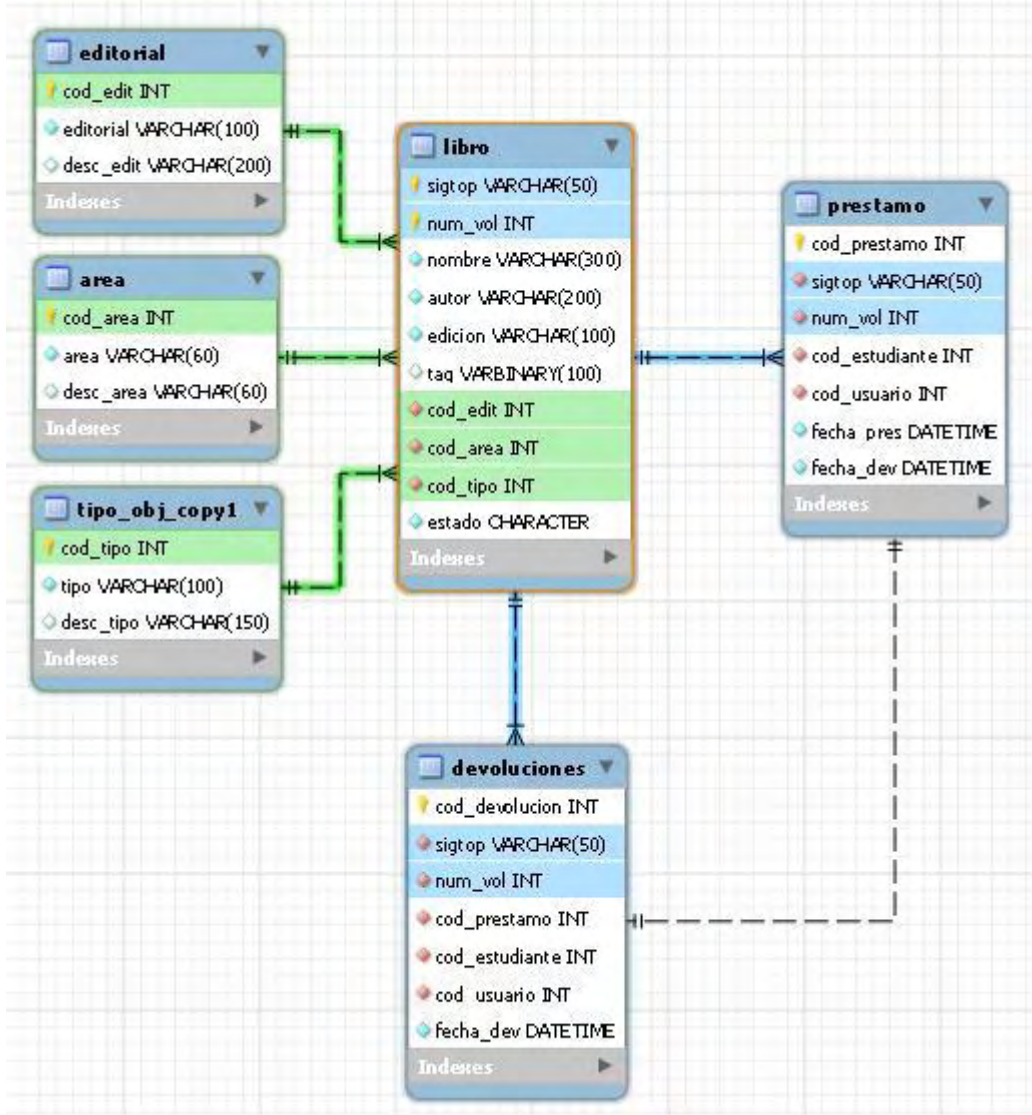 editorial
cod_edit INT
editorial VARCHAR(100)
desc_edit VARCHAR(200)
Indexes
area
cod_area INT
area VARCHAR(60)
desc_area VARCHAR(60)
Indexes
tipo_obj_copy1
cod_tipo INT
tipo VARCHAR(100)
desc_tipo VARCHAR(150)
Indexes
libro
sigtop VARCHAR(50)
num_vol INT
nombre VARCHAR(300)
autor VARCHAR(200)
edicion VARCHAR(100)
tag VARBINARY(100)
cod_edit INT
cod_area INT
cod_tipo INT
estado CHARACTER
Indexes
prestamo
cod_prestamo INT
sigtop VARCHAR(50)
num_vol INT
cod_estudiante INT
cod_usuario INT
fecha_pres DATETIME
fecha_dev DATETIME
Indexes
devoluciones
cod_devolucion INT
sigtop VARCHAR(50)
num_vol INT
cod_prestamo INT
cod_estudiante INT
cod_usuario INT
fecha_dev DATETIME
Indexes